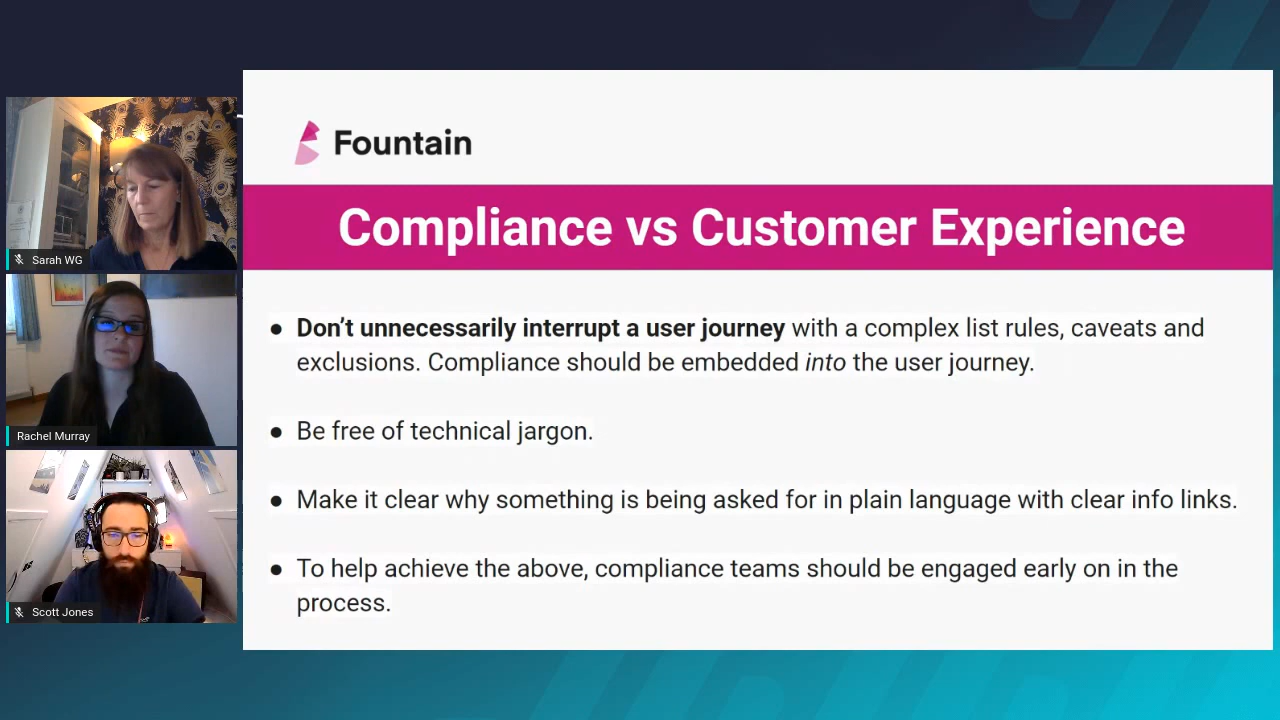 Fountain
Compliance vs Customer Experience
● Don’t unnecessarily interrupt a user journey with a complex list rules, caveats and
exclusions. Compliance should be embedded into the user journey.
● Be free of technical jargon.
● Make it clear why something is being asked for in plain language with clear info links.
● To help achieve the above, compliance teams should be engaged early on in the
process.
Sarah WG
Rachel Murray
Scott Jones